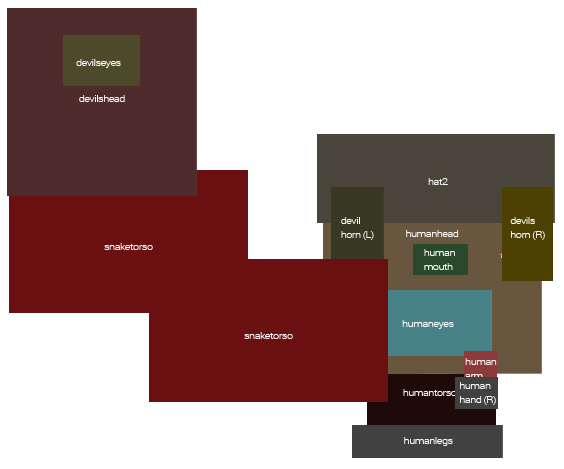 devilseyes
devilshead
hat2
devil
horn (L)
devils
horn (R)
humanhead
snaketorso
human
mouth
humaneyes
snaketorso
human
arm
human
hand (R)
humantorso
humanlegs